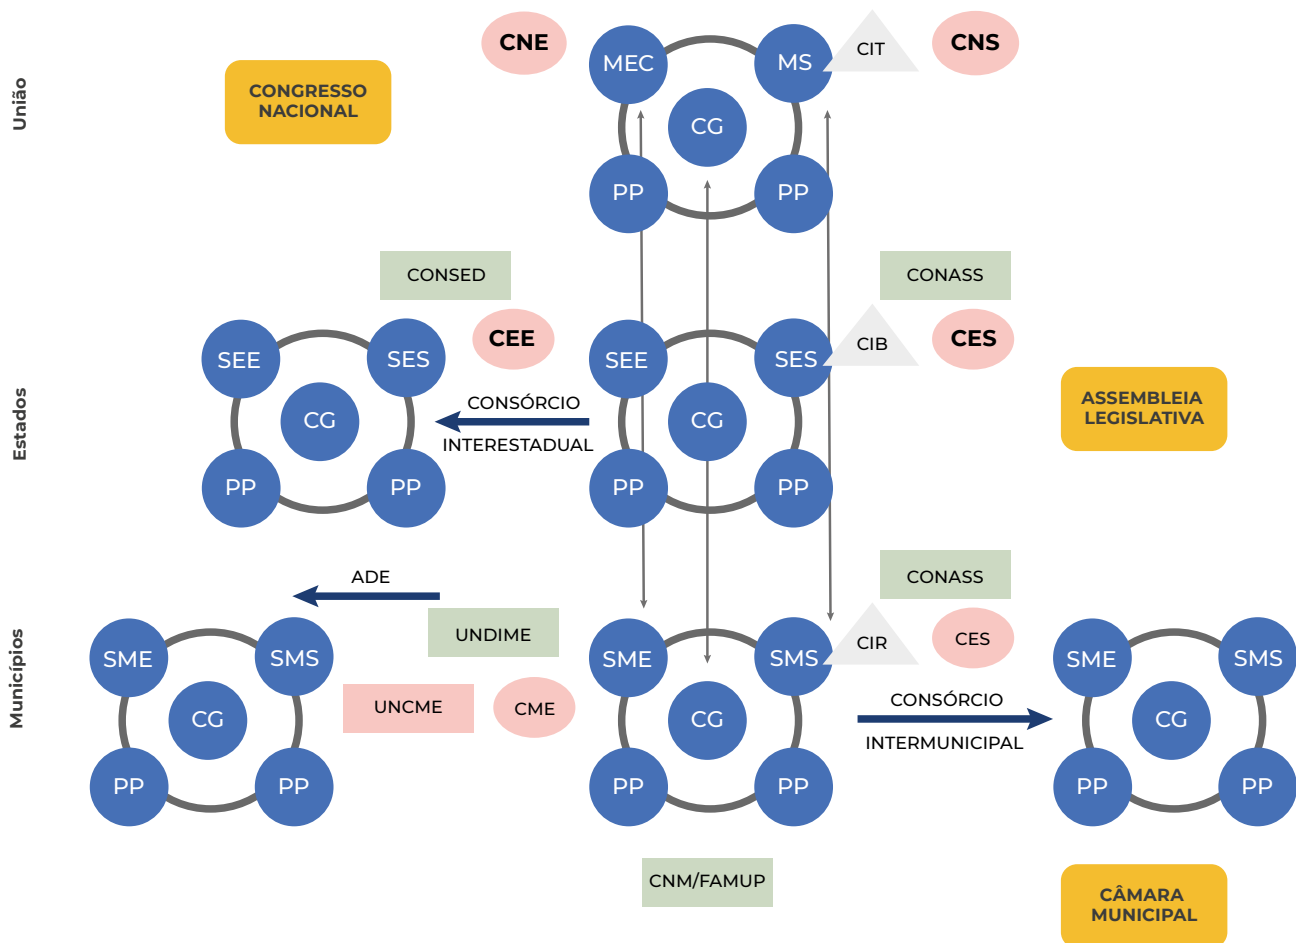 União
CNE
MEC
MS
CIT
CNS
CONGRESSO
NACIONAL
CG
PP
PP
Estados
CONSED
CONASS
SEE
SES
CEE
SEE
SES
CIB
CES
CG
CONSÓRCIO
INTERESTADUAL
CG
ASSEMBLEIA
LEGISLATIVA
PP
PP
PP
PP
Municípios
ADE
CONASS
UNDIME
SME
SMS
SME
SMS
CIR
CES
SME
SMS
CG
UNCME
CME
CG
CONSÓRCIO
INTERMUNICIPAL
CG
PP
PP
PP
PP
PP
PP
CNM/FAMUP
CÂMARA
MUNICIPAL